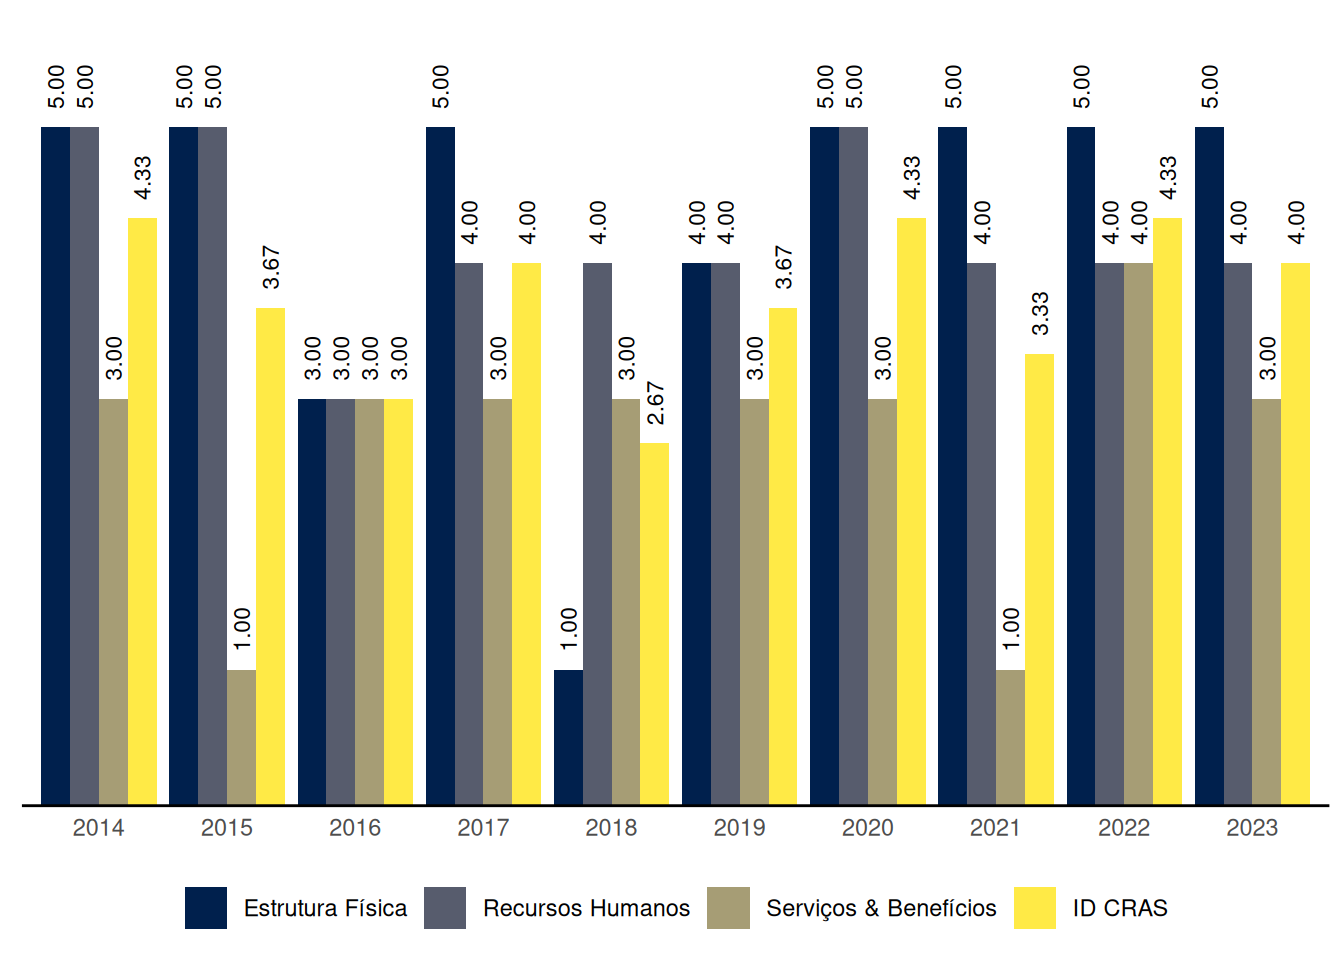 5.00 5.00 3.00 4.33
5.00 5.00 1.00 3.67
3.00 3.00 3.00 3.00
5.00 4.00 3.00 4.00
1.00 4.00 3.00 2.67
4.00 4.00 3.00 3.67
5.00 5.00 3.00 4.33
5.00 4.00 1.00 3.33
5.00 4.00 4.00 4.33
5.00 4.00 3.00 4.00
2014 2015 2016 2017 2018 2019 2020 2021 2022 2023
Estrutura Física Recursos Humanos Serviços & Benefícios ID CRAS